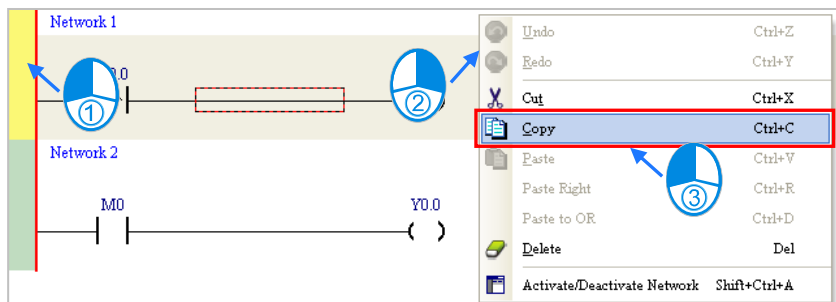 Network 1
.0
①
②
Undo Ctrl+Z
Redo Ctrl+Y
Cut Ctrl+X
Copy Ctrl+C
Paste Ctrl+V
Paste Right Ctrl+R
Paste to OR Ctrl+D
Delete Del
Activate/Deactivate Network Shift+Ctrl+A
③
Network 2
M0 Y0.0